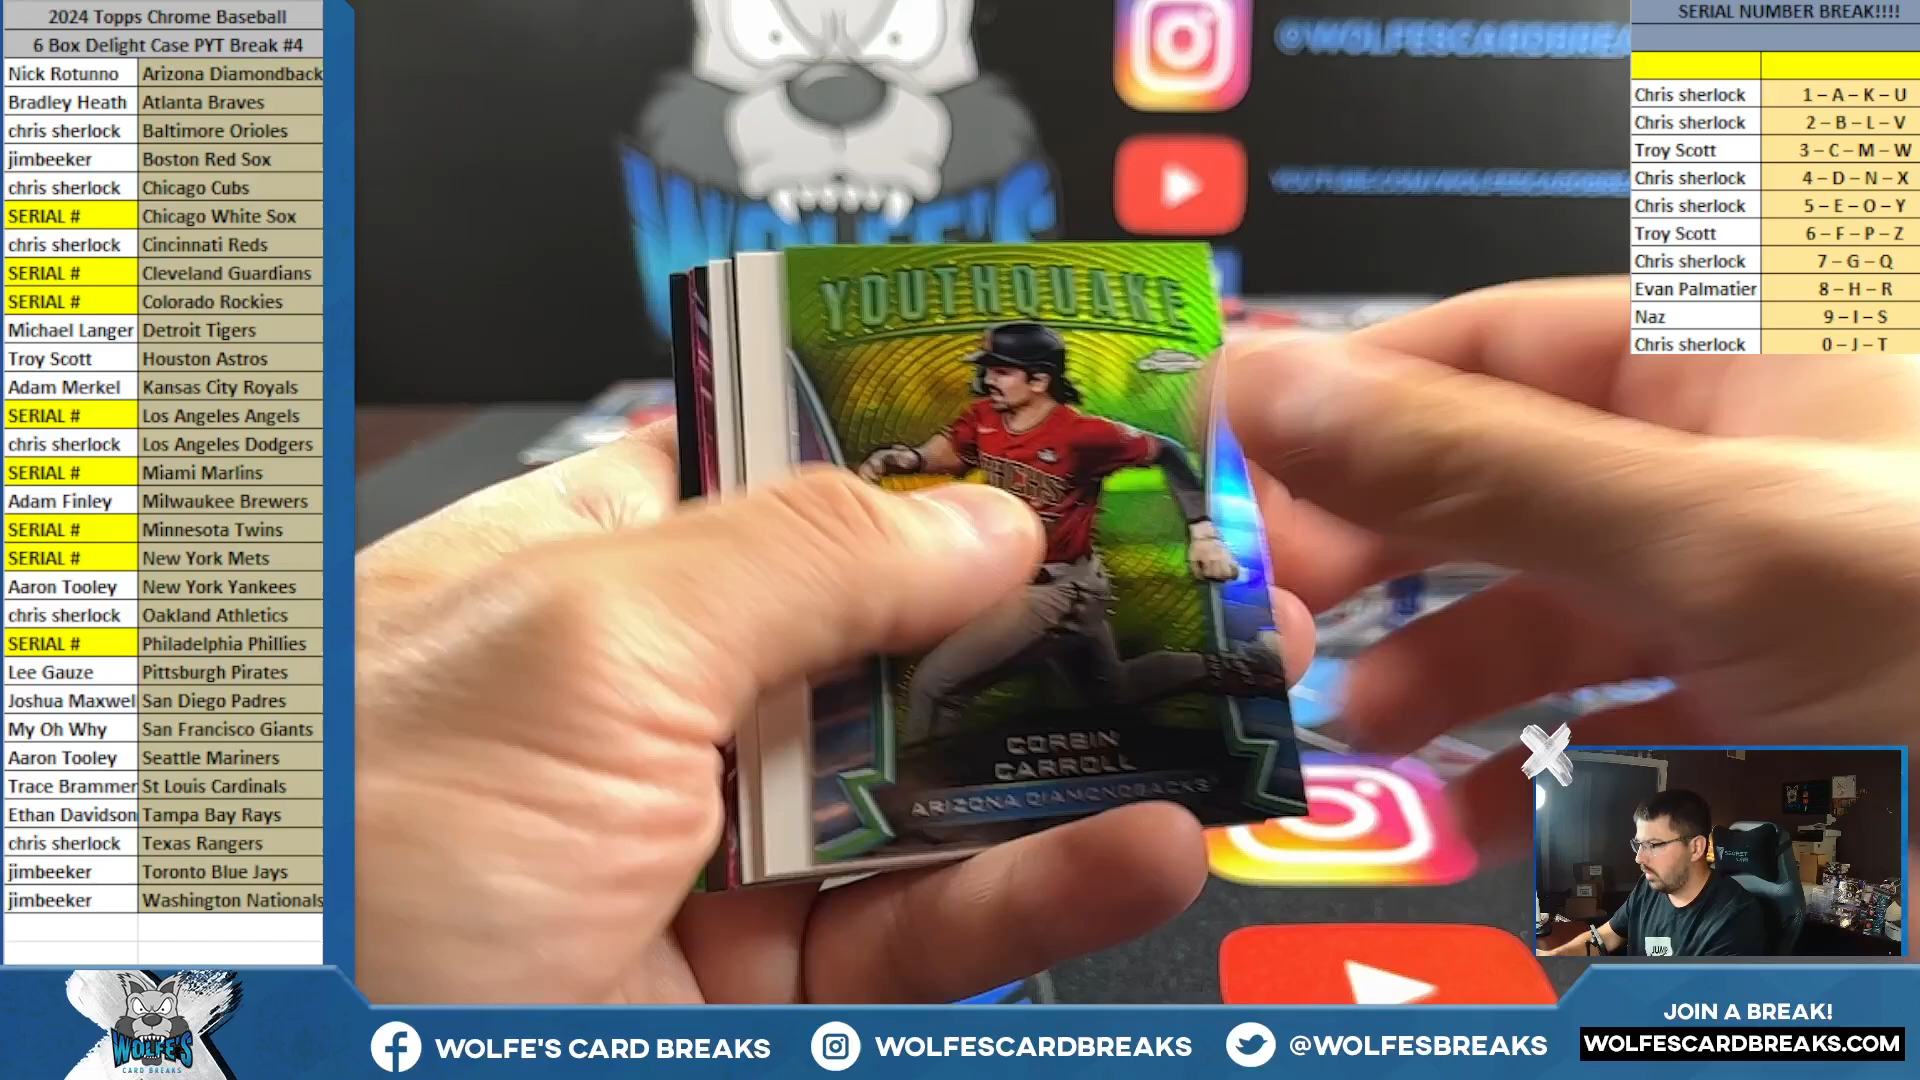 2024 Topps Chrome Baseball
6 Box Delight Case PYT Break #4
Nick Rotunno Arizona Diamondback
Bradley Heath Atlanta Braves
chris sherlock Baltimore Orioles
jimbeeker Boston Red Sox
chris sherlock Chicago Cubs
SERIAL # Chicago White Sox
chris sherlock Cincinnati Reds
SERIAL # Cleveland Guardians
SERIAL # Colorado Rockies
Michael Langer Detroit Tigers
Troy Scott Houston Astros
Adam Merkel Kansas City Royals
SERIAL # Los Angeles Angels
chris sherlock Los Angeles Dodgers
SERIAL # Miami Marlins
Adam Finley Milwaukee Brewers
SERIAL # Minnesota Twins
SERIAL # New York Mets
Aaron Tooley New York Yankees
chris sherlock Oakland Athletics
SERIAL # Philadelphia Phillies
Lee Gauze Pittsburgh Pirates
Joshua Maxwel San Diego Padres
My Oh Why San Francisco Giants
Aaron Tooley Seattle Mariners
Trace Brammer St Louis Cardinals
Ethan Davidson Tampa Bay Rays
chris sherlock Texas Rangers
jimbeeker Toronto Blue Jays
jimbeeker Washington Nationals
@WOLFESCARDBREA
WOLFE'S
YOUTHQUAKE
CORBIN
CARROLL
ARIZONA DIAMONDBACKS
SERIAL NUMBER BREAK!!!!
Chris sherlock 1 – A – K – U
Chris sherlock 2 – B – L – V
Troy Scott 3 – C – M – W
Chris sherlock 4 – D – N – X
Chris sherlock 5 – E – O – Y
Troy Scott 6 – F – P – Z
Chris sherlock 7 – G – Q
Evan Palmatier 8 – H – R
Naz 9 – I – S
Chris sherlock 0 – J – T
WOLFE'S
CARD BREAKS
WOLFE'S CARD BREAKS
WOLFESCARDBREAKS
@WOLFESBREAKS
JOIN A BREAK!
WOLFESCARDBREAKS.COM